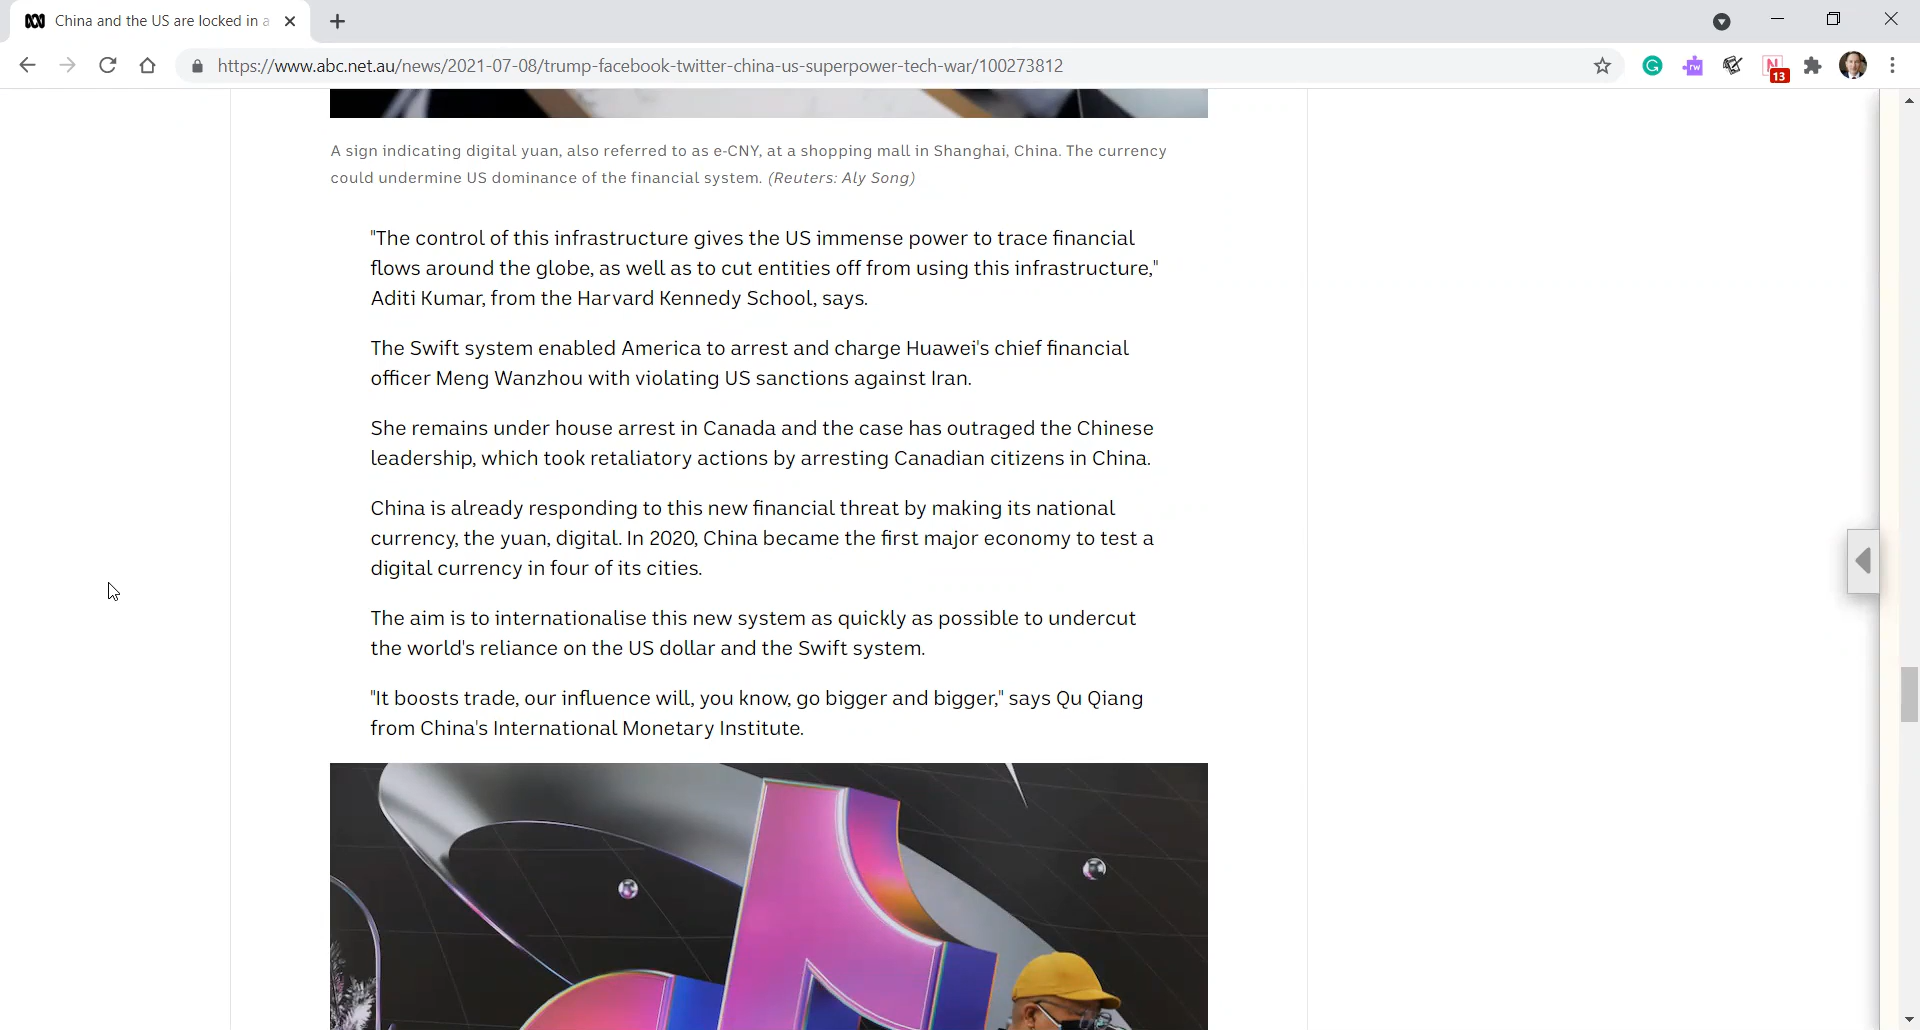 China and the US are locked in a
https://www.abc.net.au/news/2021-07-08/trump-facebook-twitter-china-us-superpower-tech-war/100273812
rw
N
13
A sign indicating digital yuan, also referred to as e-CNY, at a shopping mall in Shanghai, China. The currency
could undermine US dominance of the financial system. (Reuters: Aly Song)
"The control of this infrastructure gives the US immense power to trace financial
flows around the globe, as well as to cut entities off from using this infrastructure,"
Aditi Kumar, from the Harvard Kennedy School, says.
The Swift system enabled America to arrest and charge Huawei's chief financial
officer Meng Wanzhou with violating US sanctions against Iran.
She remains under house arrest in Canada and the case has outraged the Chinese
leadership, which took retaliatory actions by arresting Canadian citizens in China.
China is already responding to this new financial threat by making its national
currency, the yuan, digital. In 2020, China became the first major economy to test a
digital currency in four of its cities.
The aim is to internationalise this new system as quickly as possible to undercut
the world's reliance on the US dollar and the Swift system.
"It boosts trade, our influence will, you know, go bigger and bigger," says Qu Qiang
from China's International Monetary Institute.